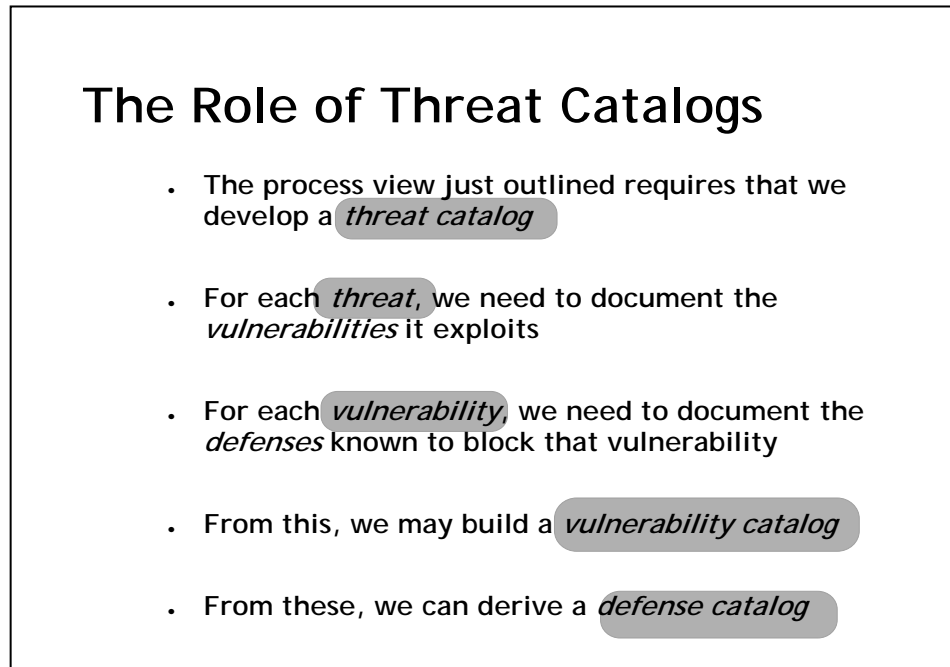 The Role of Threat Catalogs
• The process view just outlined requires that we
develop a threat catalog
• For each threat, we need to document the
vulnerabilities it exploits
• For each vulnerability, we need to document the
defenses known to block that vulnerability
• From this, we may build a vulnerability catalog
• From these, we can derive a defense catalog